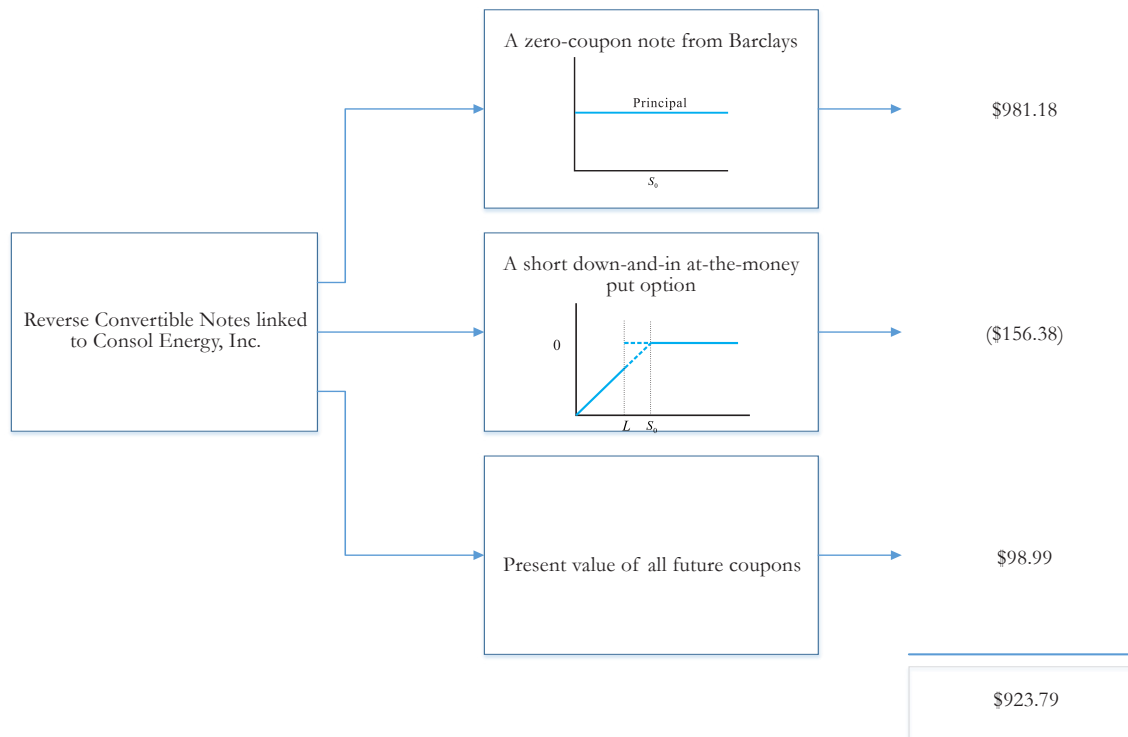 A zero-coupon note from Barclays
Principal
S₀
$981.18
Reverse Convertible Notes linked
to Consol Energy, Inc.
A short down-and-in at-the-money
put option
0
L S₀
($156.38)
Present value of all future coupons
$98.99
$923.79